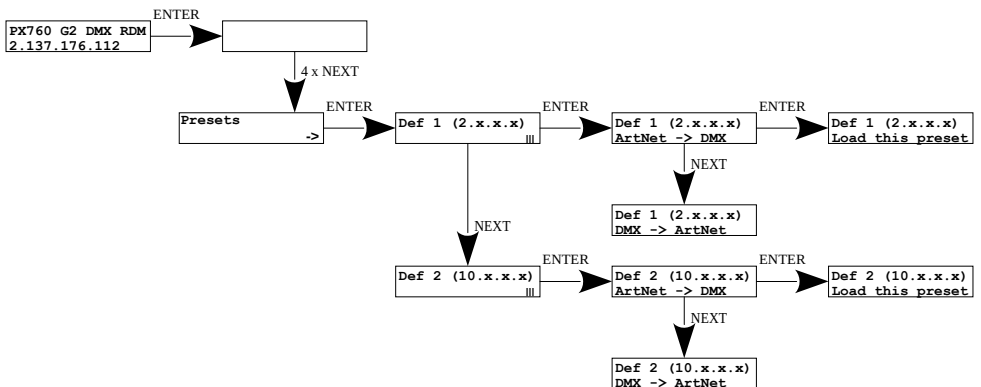 ENTER
PX760 G2 DMX RDM
2.137.176.112
4 x NEXT
Presets
->
ENTER
Def 1 (2.x.x.x)
|||
ENTER
Def 1 (2.x.x.x)
ArtNet -> DMX
ENTER
Def 1 (2.x.x.x)
Load this preset
NEXT
Def 1 (2.x.x.x)
DMX -> ArtNet
NEXT
Def 2 (10.x.x.x)
|||
ENTER
Def 2 (10.x.x.x)
ArtNet -> DMX
ENTER
Def 2 (10.x.x.x)
Load this preset
NEXT
Def 2 (10.x.x.x)
DMX -> ArtNet